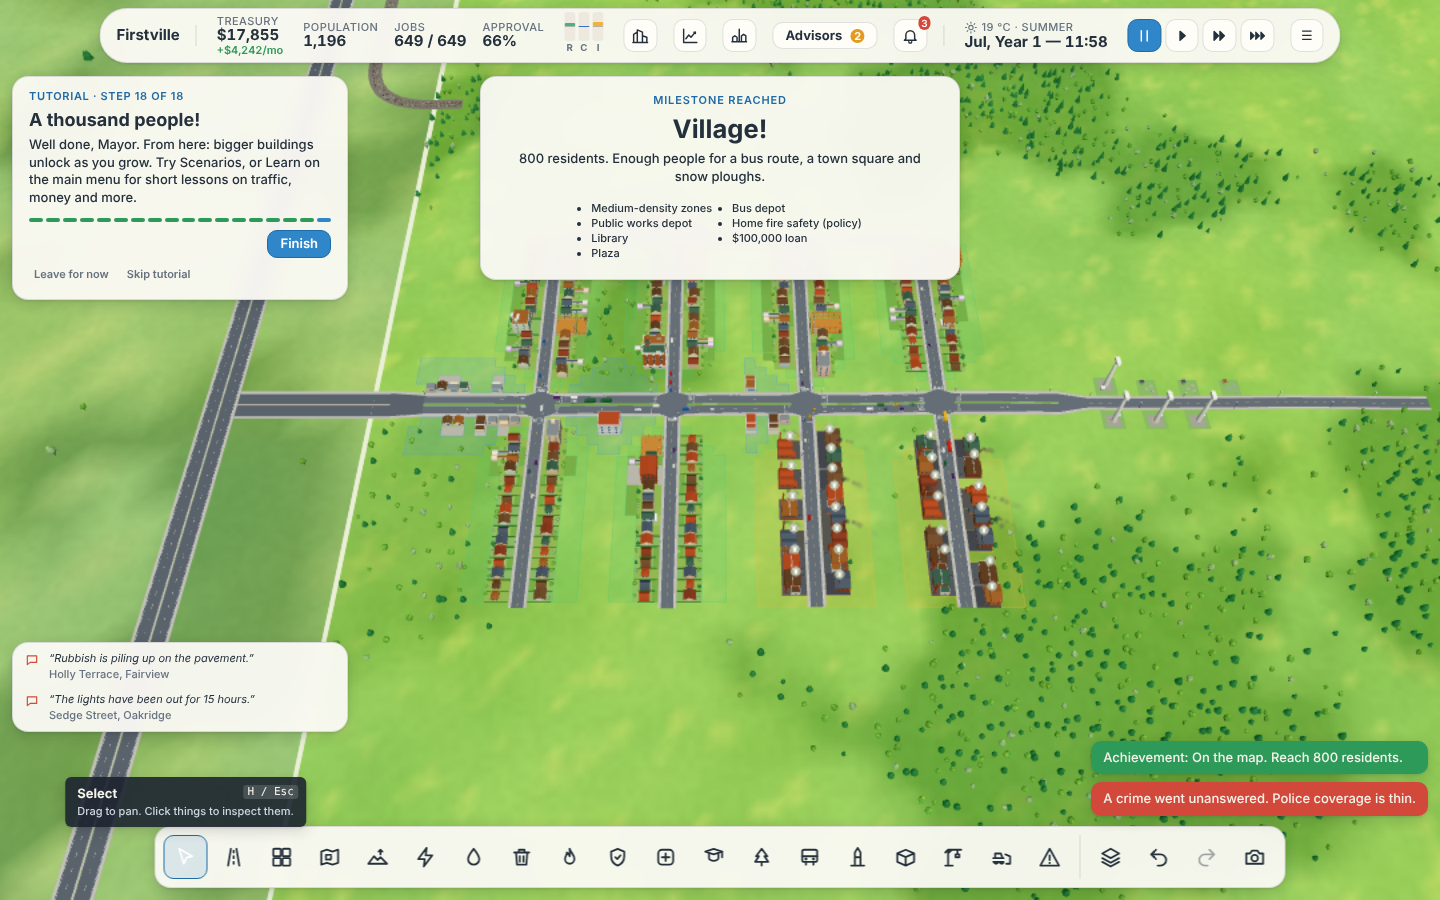 Firstville
TREASURY
$17,855
+$4,242/mo
POPULATION
1,196
JOBS
649 / 649
APPROVAL
66%
R C I
Advisors 2
3
19 °C · SUMMER
Jul, Year 1 — 11:58
TUTORIAL · STEP 18 OF 18
A thousand people!
Well done, Mayor. From here: bigger buildings
unlock as you grow. Try Scenarios, or Learn on
the main menu for short lessons on traffic,
money and more.
Finish
Leave for now
Skip tutorial
MILESTONE REACHED
Village!
800 residents. Enough people for a bus route, a town square and
snow ploughs.
• Medium-density zones
• Public works depot
• Library
• Plaza
• Bus depot
• Home fire safety (policy)
• $100,000 loan
“Rubbish is piling up on the pavement.”
Holly Terrace, Fairview
“The lights have been out for 15 hours.”
Sedge Street, Oakridge
Select
H / Esc
Drag to pan. Click things to inspect them.
Achievement: On the map. Reach 800 residents.
A crime went unanswered. Police coverage is thin.